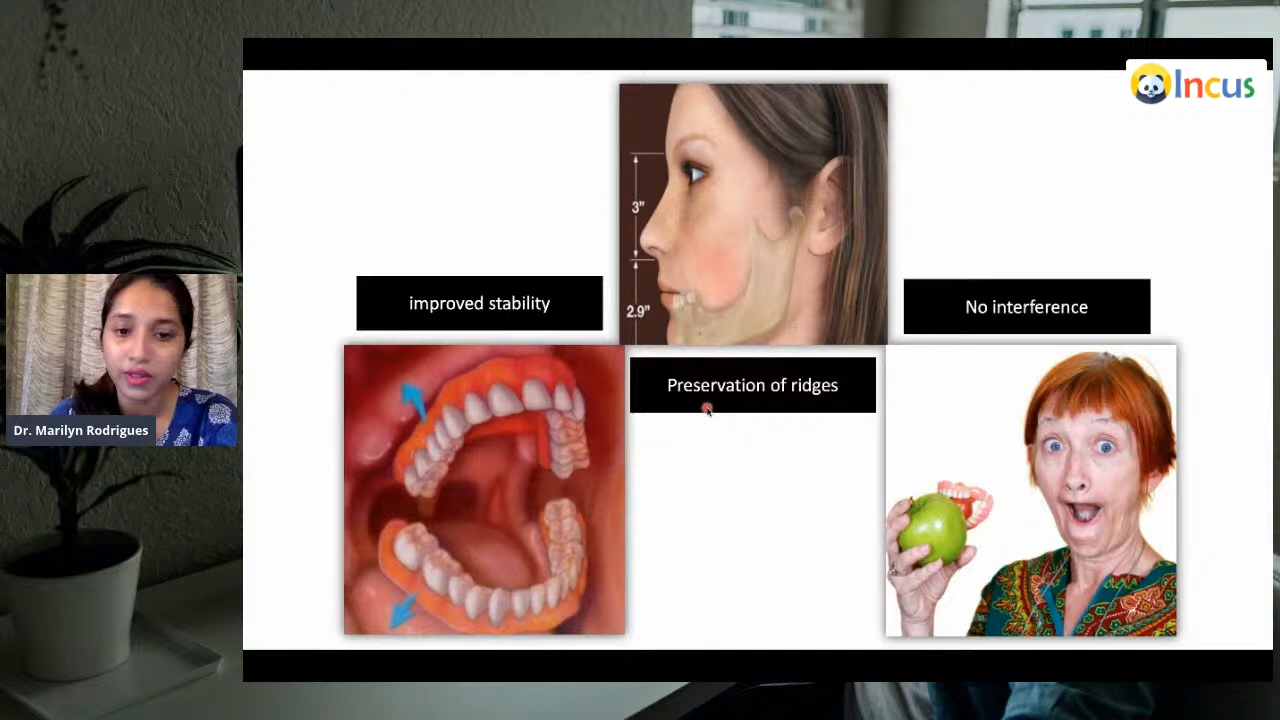 Incus
3"
improved stability
No interference
2.9"
Preservation of ridges
Dr. Marilyn Rodrigues